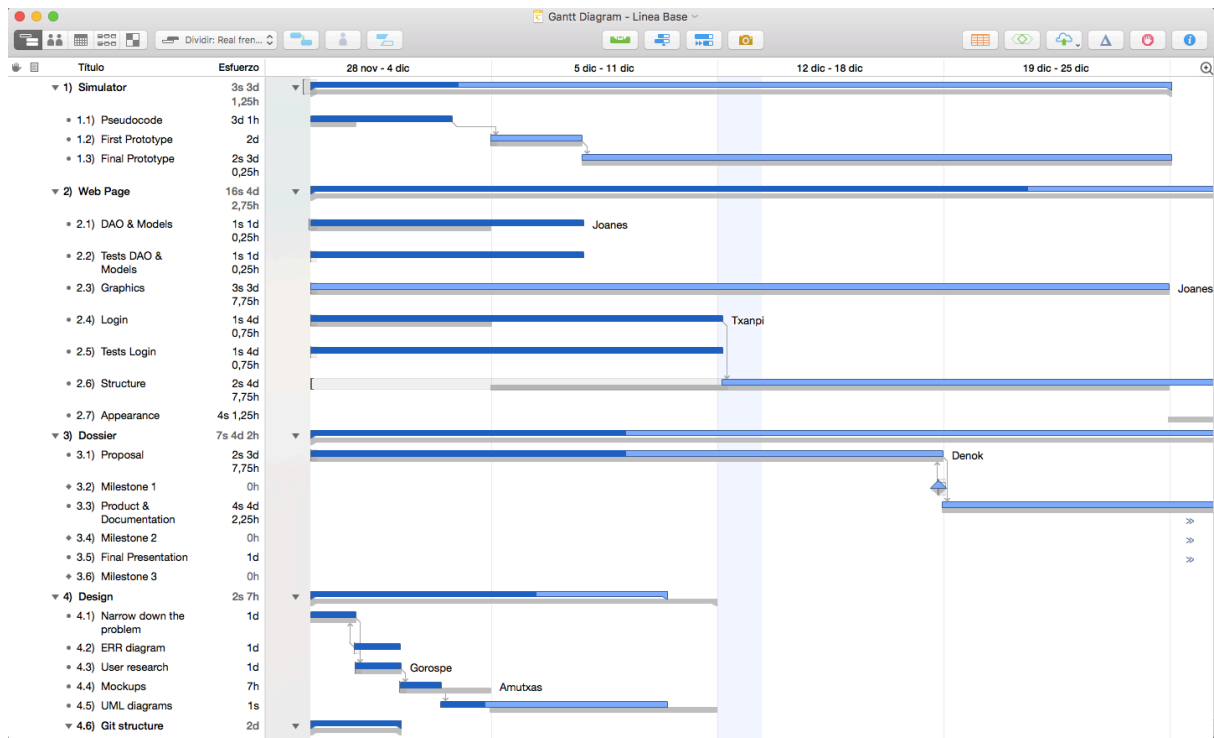 Gantt Diagram - Linea Base
Dividir: Real fren...
Título Esfuerzo 28 nov - 4 dic 5 dic - 11 dic 12 dic - 18 dic 19 dic - 25 dic
1) Simulator 3s 3d
1,25h
1.1) Pseudocode 3d 1h
1.2) First Prototype 2d
1.3) Final Prototype 2s 3d
0,25h
2) Web Page 16s 4d
2,75h
2.1) DAO & Models 1s 1d Joanes
0,25h
2.2) Tests DAO & 1s 1d
Models 0,25h
2.3) Graphics 3s 3d Joanes
7,75h
2.4) Login 1s 4d Txanpi
0,75h
2.5) Tests Login 1s 4d
0,75h
2.6) Structure 2s 4d
7,75h
2.7) Appearance 4s 1,25h
3) Dossier 7s 4d 2h
3.1) Proposal 2s 3d Denok
7,75h
3.2) Milestone 1 0h
3.3) Product & 4s 4d
Documentation 2,25h
3.4) Milestone 2 0h
3.5) Final Presentation 1d
3.6) Milestone 3 0h
4) Design 2s 7h
4.1) Narrow down the 1d
problem
4.2) ERR diagram 1d
4.3) User research 1d Gorospe
4.4) Mockups 7h Amutxas
4.5) UML diagrams 1s
4.6) Git structure 2d